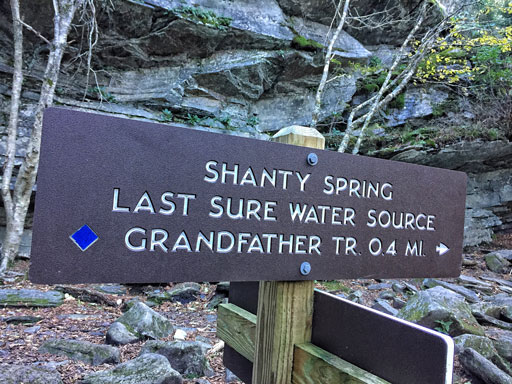 SHANTY SPRING
LAST SURE WATER SOURCE
GRANDFATHER TR. 0.4 MI.